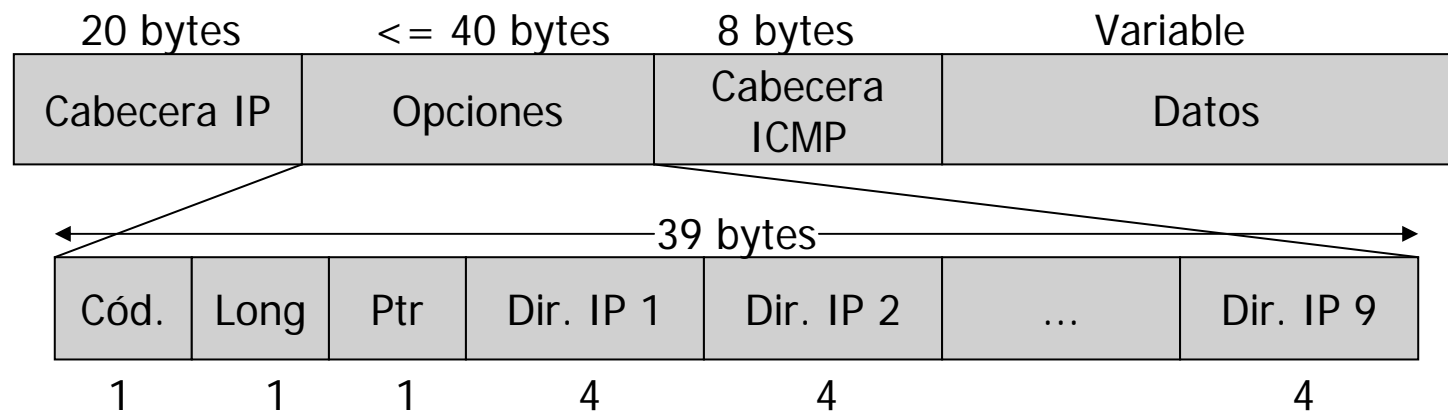 20 bytes <= 40 bytes 8 bytes Variable
Cabecera IP Opciones Cabecera ICMP Datos
39 bytes
Cód. Long Ptr Dir. IP 1 Dir. IP 2 ... Dir. IP 9
1 1 1 4 4 4